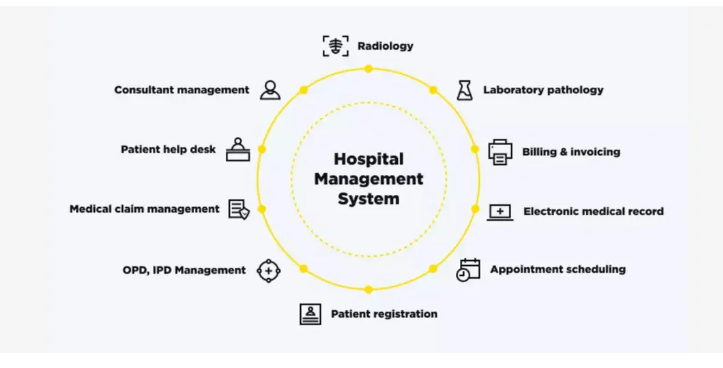 Radiology
Consultant management
Laboratory pathology
Patient help desk
Billing & invoicing
Hospital
Management
System
Medical claim management
Electronic medical record
OPD, IPD Management
Appointment scheduling
Patient registration